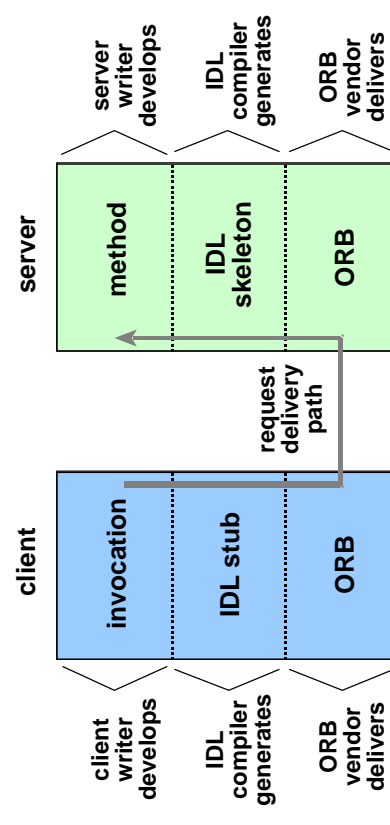 client
server
client
writer
develops
invocation
method
server
writer
develops
IDL
compiler
generates
IDL stub
IDL
skeleton
IDL
compiler
generates
request
delivery
path
ORB
vendor
delivers
ORB
ORB
ORB
vendor
delivers